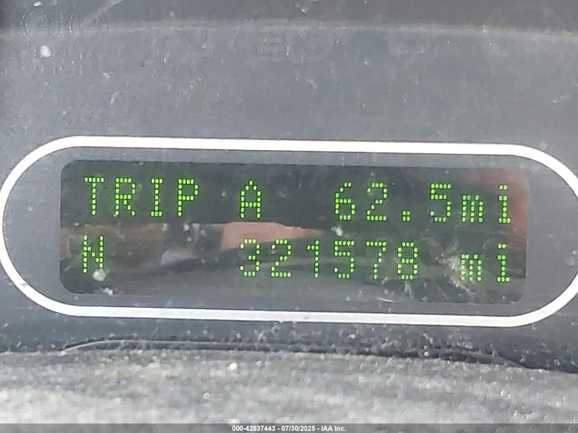 TRIP A 62.5mi
N 321578 mi
000-42837443 - 07/30/2025 - IAA Inc.